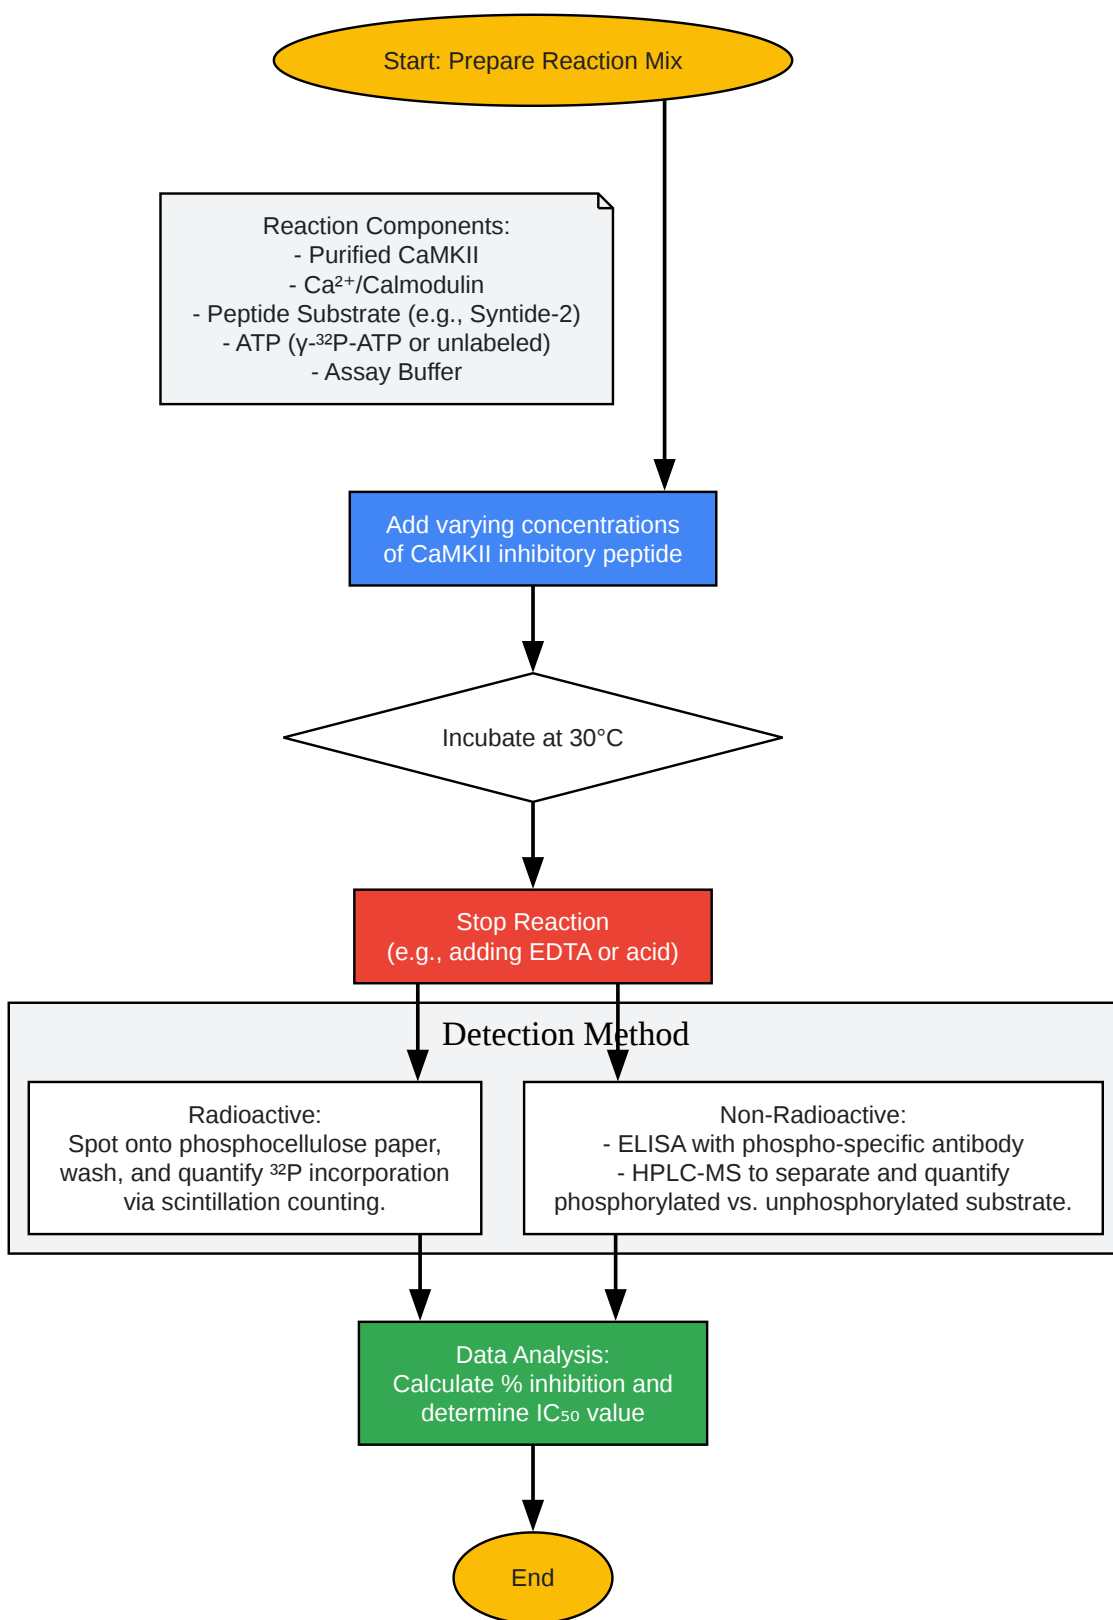 Start: Prepare Reaction Mix
Reaction Components:
- Purified CaMKII
- Ca²⁺/Calmodulin
- Peptide Substrate (e.g., Syntide-2)
- ATP (γ-³²P-ATP or unlabeled)
- Assay Buffer
Add varying concentrations
of CaMKII inhibitory peptide
Incubate at 30°C
Stop Reaction
(e.g., adding EDTA or acid)
Detection Method
Radioactive:
Spot onto phosphocellulose paper,
wash, and quantify ³²P incorporation
via scintillation counting.
Non-Radioactive:
- ELISA with phospho-specific antibody
- HPLC-MS to separate and quantify
phosphorylated vs. unphosphorylated substrate.
Data Analysis:
Calculate % inhibition and
determine IC₅₀ value
End